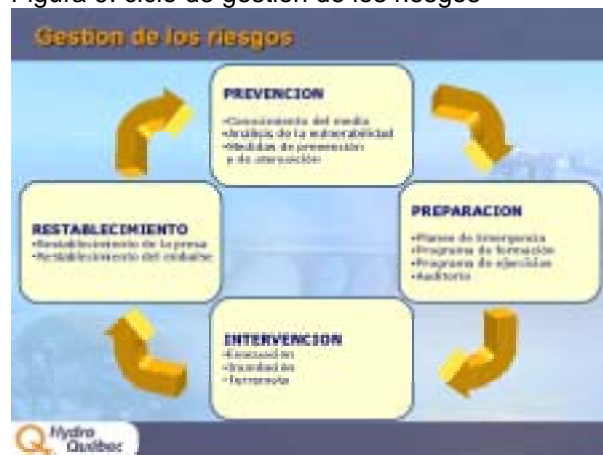 Figura 6: ciclo de gestión de los riesgos
Gestion de los riesgos
PREVENCION
•Conocimiento del medio
•Análisis de la vulnerabilidad
•Medidas de prevención
y de atenuación
PREPARACION
•Planes de Emergencia
•Programa de formación
•Programa de ejercicios
•Auditoría
INTERVENCION
•Evacuación
•Inundación
•Terremoto
RESTABLECIMIENTO
•Restablecimiento de la presa
•Restablecimiento del embalse
Hydro
Québec